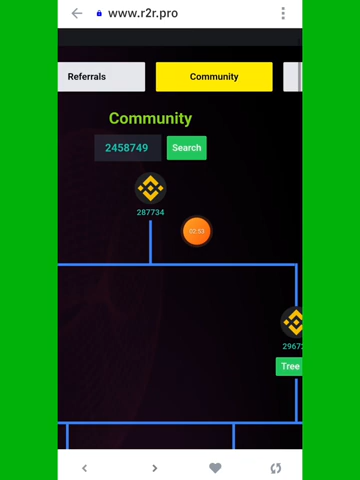 www.r2r.pro
Referrals
Community
Community
2458749
Search
287734
02:53
Tree